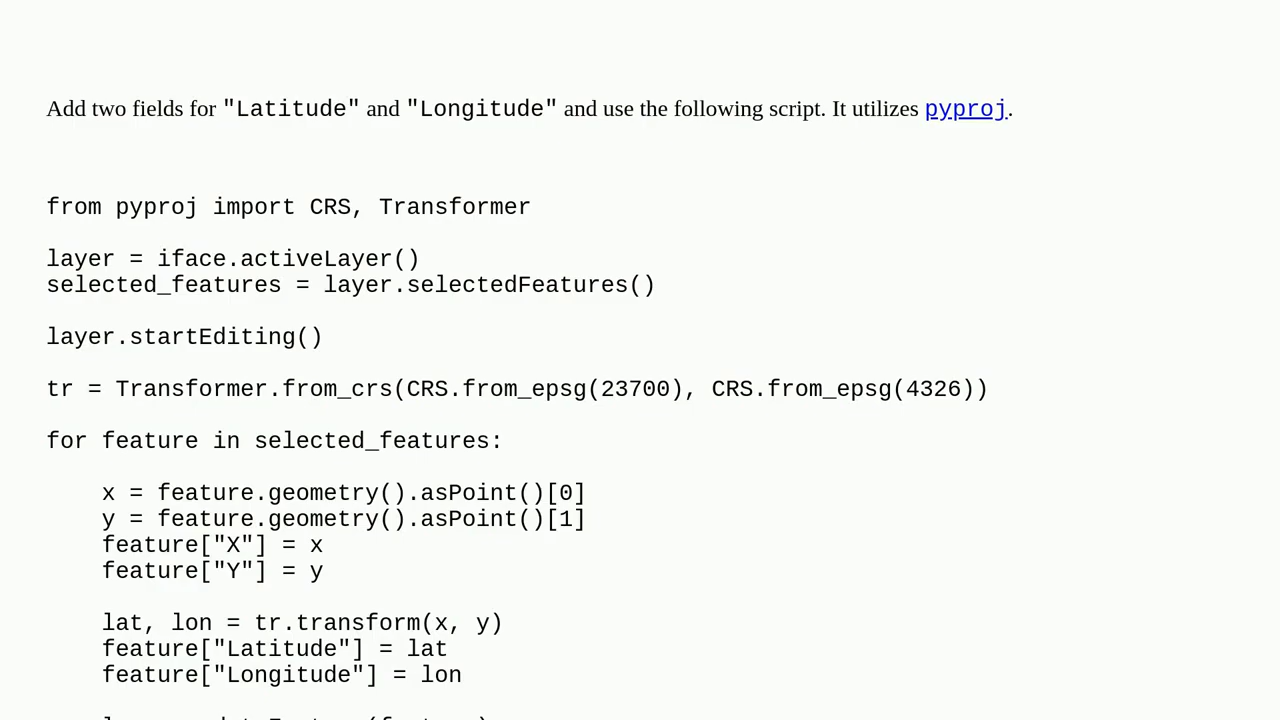 Add two fields for "Latitude" and "Longitude" and use the following script. It utilizes pyproj.
from pyproj import CRS, Transformer
layer = iface.activeLayer()
selected_features = layer.selectedFeatures()
layer.startEditing()
tr = Transformer.from_crs(CRS.from_epsg(23700), CRS.from_epsg(4326))
for feature in selected_features:
    x = feature.geometry().asPoint()[0]
    y = feature.geometry().asPoint()[1]
    feature["X"] = x
    feature["Y"] = y
    lat, lon = tr.transform(x, y)
    feature["Latitude"] = lat
    feature["Longitude"] = lon